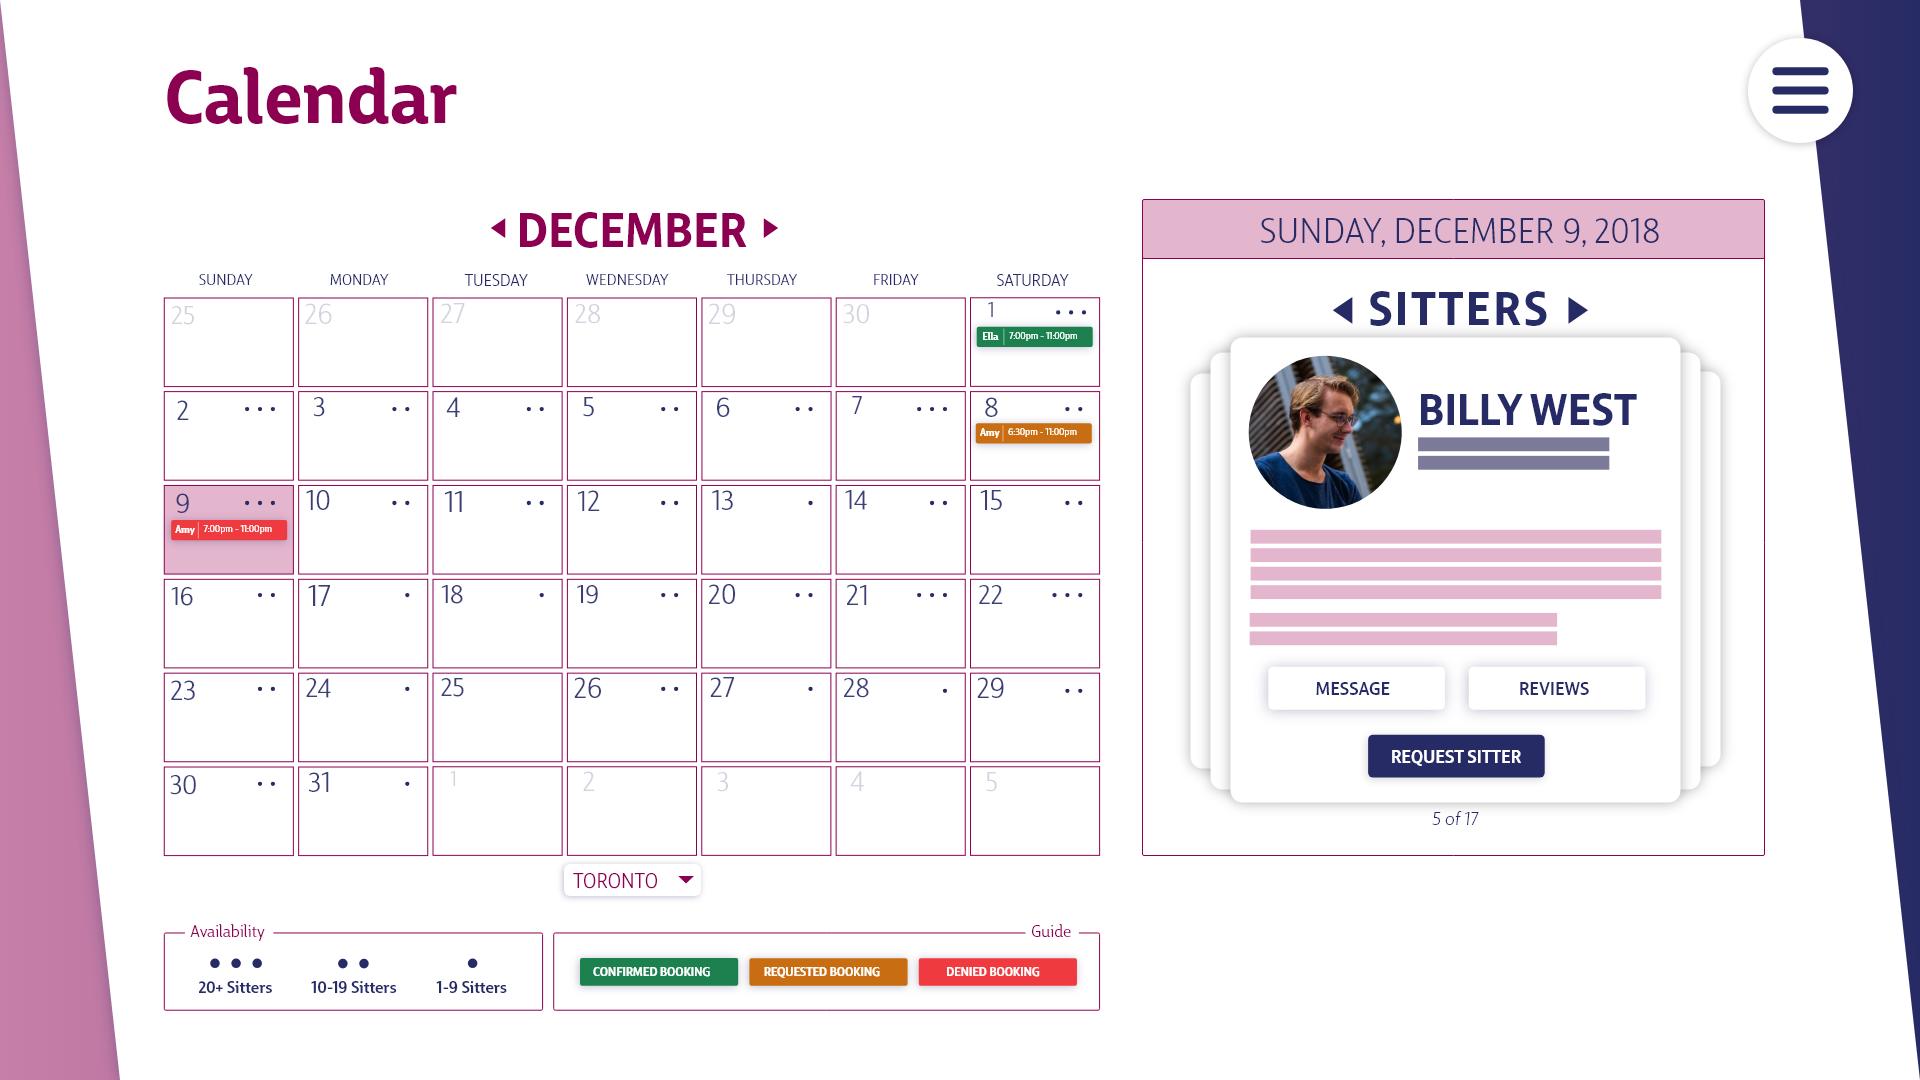 Calendar
DECEMBER
SUNDAY MONDAY TUESDAY WEDNESDAY THURSDAY FRIDAY SATURDAY
25 26 27 28 29 30 1
Ella 7:00pm - 11:00pm
2 3 4 5 6 7 8
Amy 6:30pm - 11:00pm
9 10 11 12 13 14 15
Amy 7:00pm - 11:00pm
16 17 18 19 20 21 22
23 24 25 26 27 28 29
30 31 1 2 3 4 5
TORONTO
Availability
20+ Sitters 10-19 Sitters 1-9 Sitters
Guide
CONFIRMED BOOKING REQUESTED BOOKING DENIED BOOKING
SUNDAY, DECEMBER 9, 2018
SITTERS
BILLY WEST
MESSAGE REVIEWS
REQUEST SITTER
5 of 17